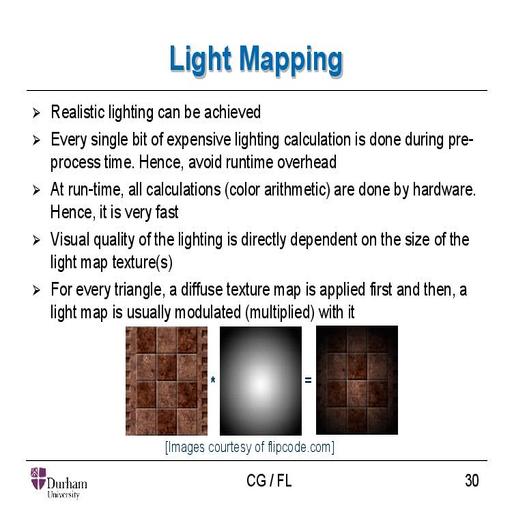 Light Mapping
➢ Realistic lighting can be achieved
➢ Every single bit of expensive lighting calculation is done during pre-
process time. Hence, avoid runtime overhead
➢ At run-time, all calculations (color arithmetic) are done by hardware.
Hence, it is very fast
➢ Visual quality of the lighting is directly dependent on the size of the
light map texture(s)
➢ For every triangle, a diffuse texture map is applied first and then, a
light map is usually modulated (multiplied) with it
* =
[Images courtesy of flipcode.com]
Durham
University
CG / FL
30